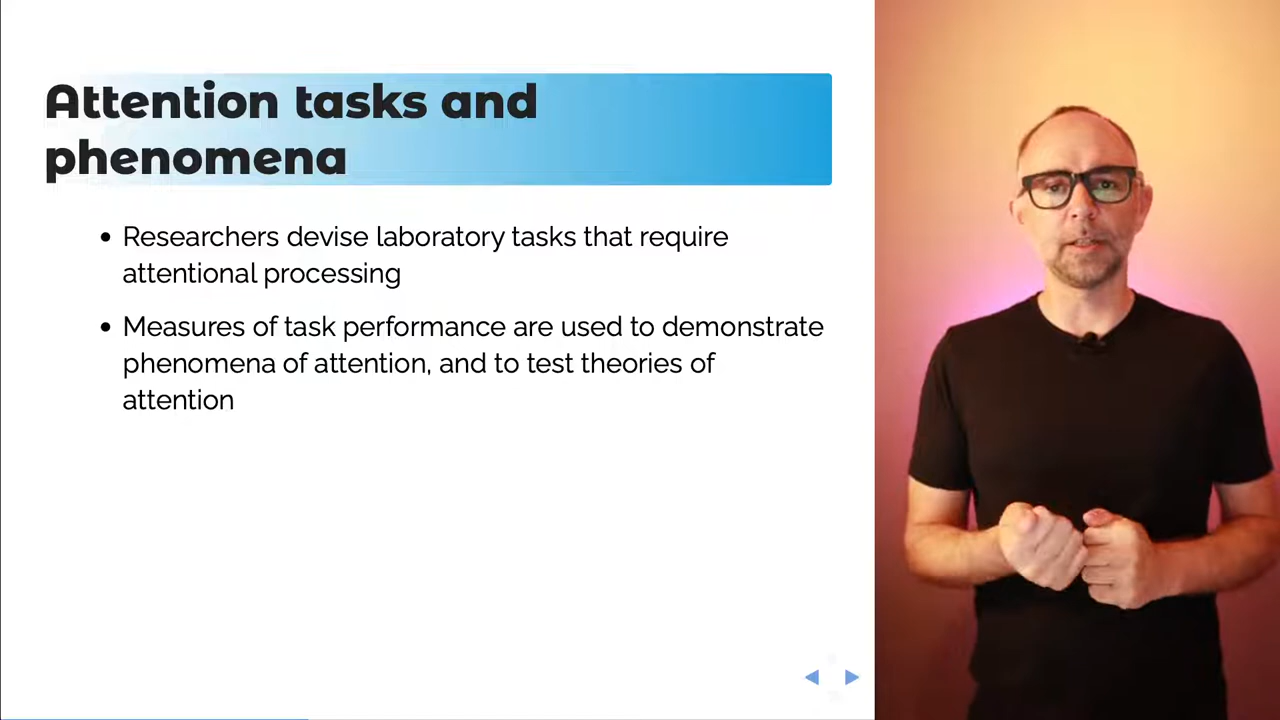 Attention tasks and
phenomena
• Researchers devise laboratory tasks that require
attentional processing
• Measures of task performance are used to demonstrate
phenomena of attention, and to test theories of
attention